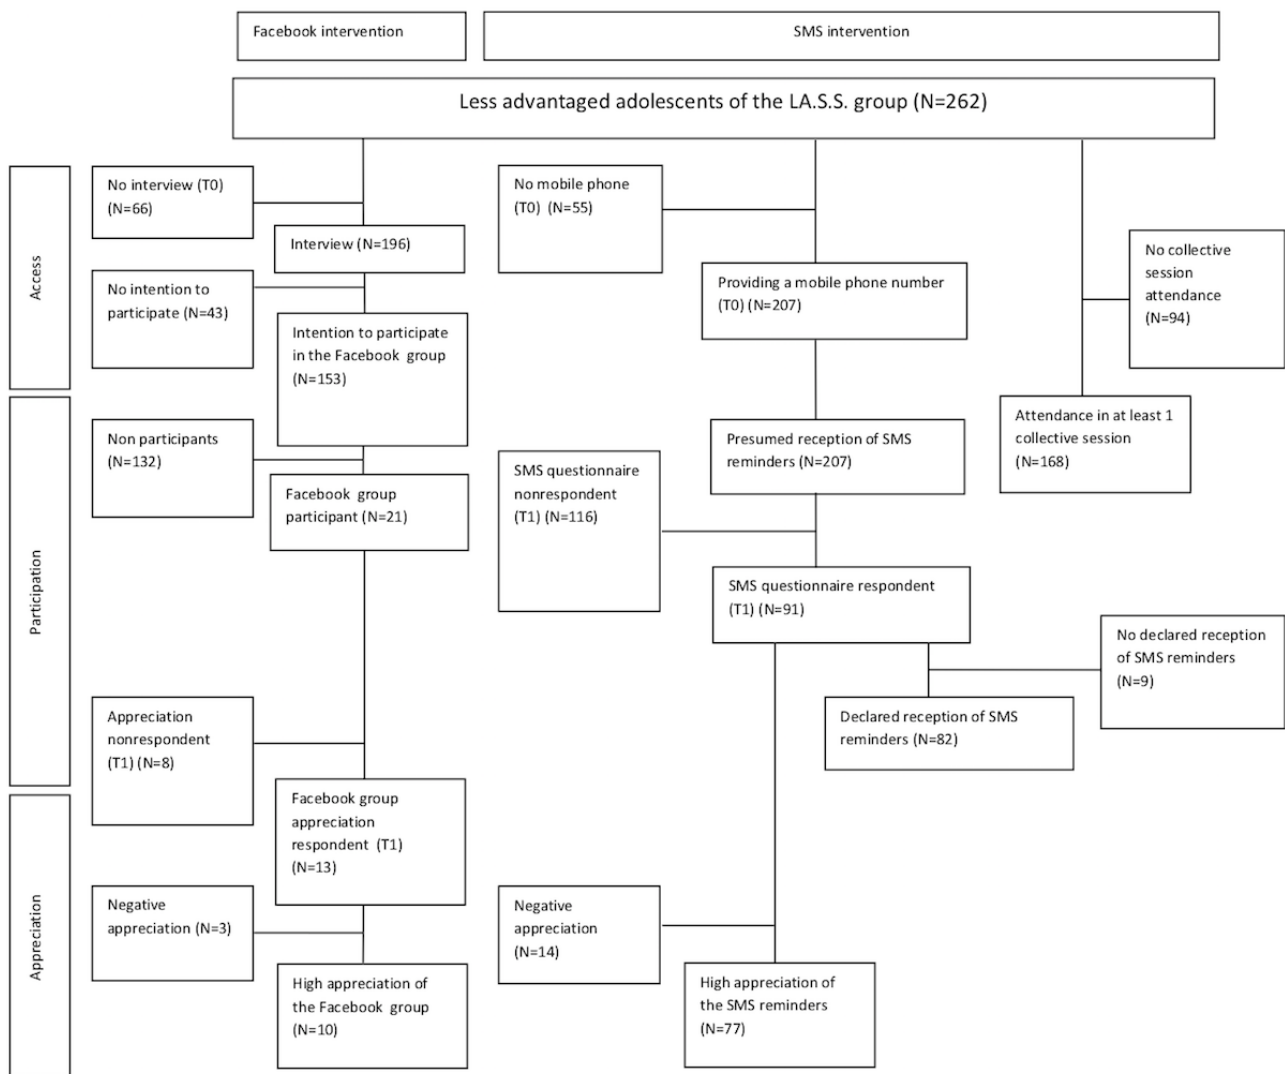 Facebook intervention
SMS intervention
Less advantaged adolescents of the LA.S.S. group (N=262)
Access
No interview (T0)
(N=66)
Interview (N=196)
No intention to
participate (N=43)
Intention to participate
in the Facebook group
(N=153)
No mobile phone
(T0) (N=55)
Providing a mobile phone number
(T0) (N=207)
No collective
session
attendance
(N=94)
Attendance in at least 1
collective session
(N=168)
Participation
Non participants
(N=132)
Facebook group
participant (N=21)
Presumed reception of SMS
reminders (N=207)
SMS questionnaire
nonrespondent
(T1) (N=116)
SMS questionnaire respondent
(T1) (N=91)
No declared reception
of SMS reminders
(N=9)
Declared reception of SMS
reminders (N=82)
Appreciation
nonrespondent
(T1) (N=8)
Facebook group
appreciation
respondent (T1)
(N=13)
Appreciation
Negative
appreciation (N=3)
High appreciation of
the Facebook group
(N=10)
Negative
appreciation
(N=14)
High appreciation of
the SMS reminders
(N=77)